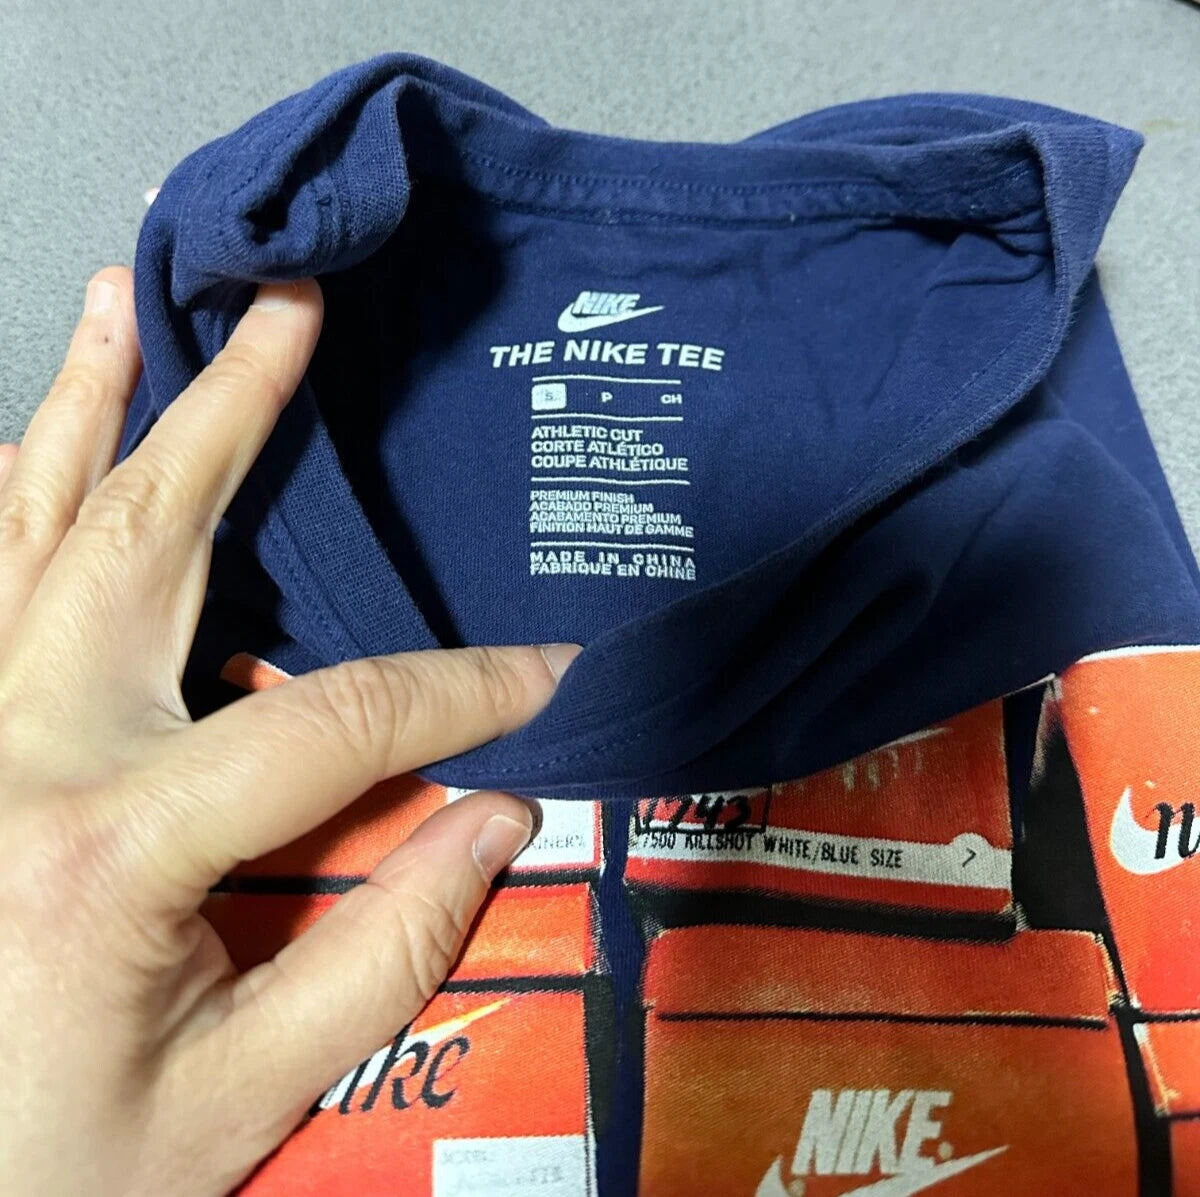 NIKE
THE NIKE TEE
S P CH
ATHLETIC CUT
CORTE ATLÉTICO
COUPE ATHLÉTIQUE
PREMIUM FINISH
ACABADO PREMIUM
ACABAMENTO PREMIUM
FINITION HAUT DE GAMME
MADE IN CHINA
FABRIQUE EN CHINE
KILLSHOT WHITE/BLUE SIZE 7
NIKE